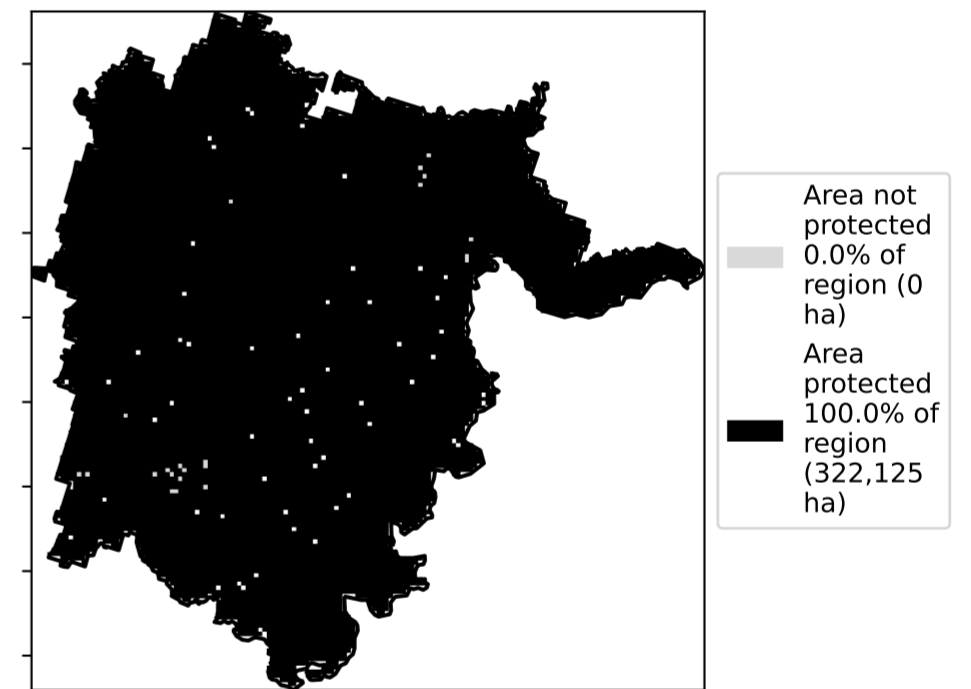 Area not
protected
0.0% of
region (0
ha)
Area
protected
100.0% of
region
(322,125
ha)